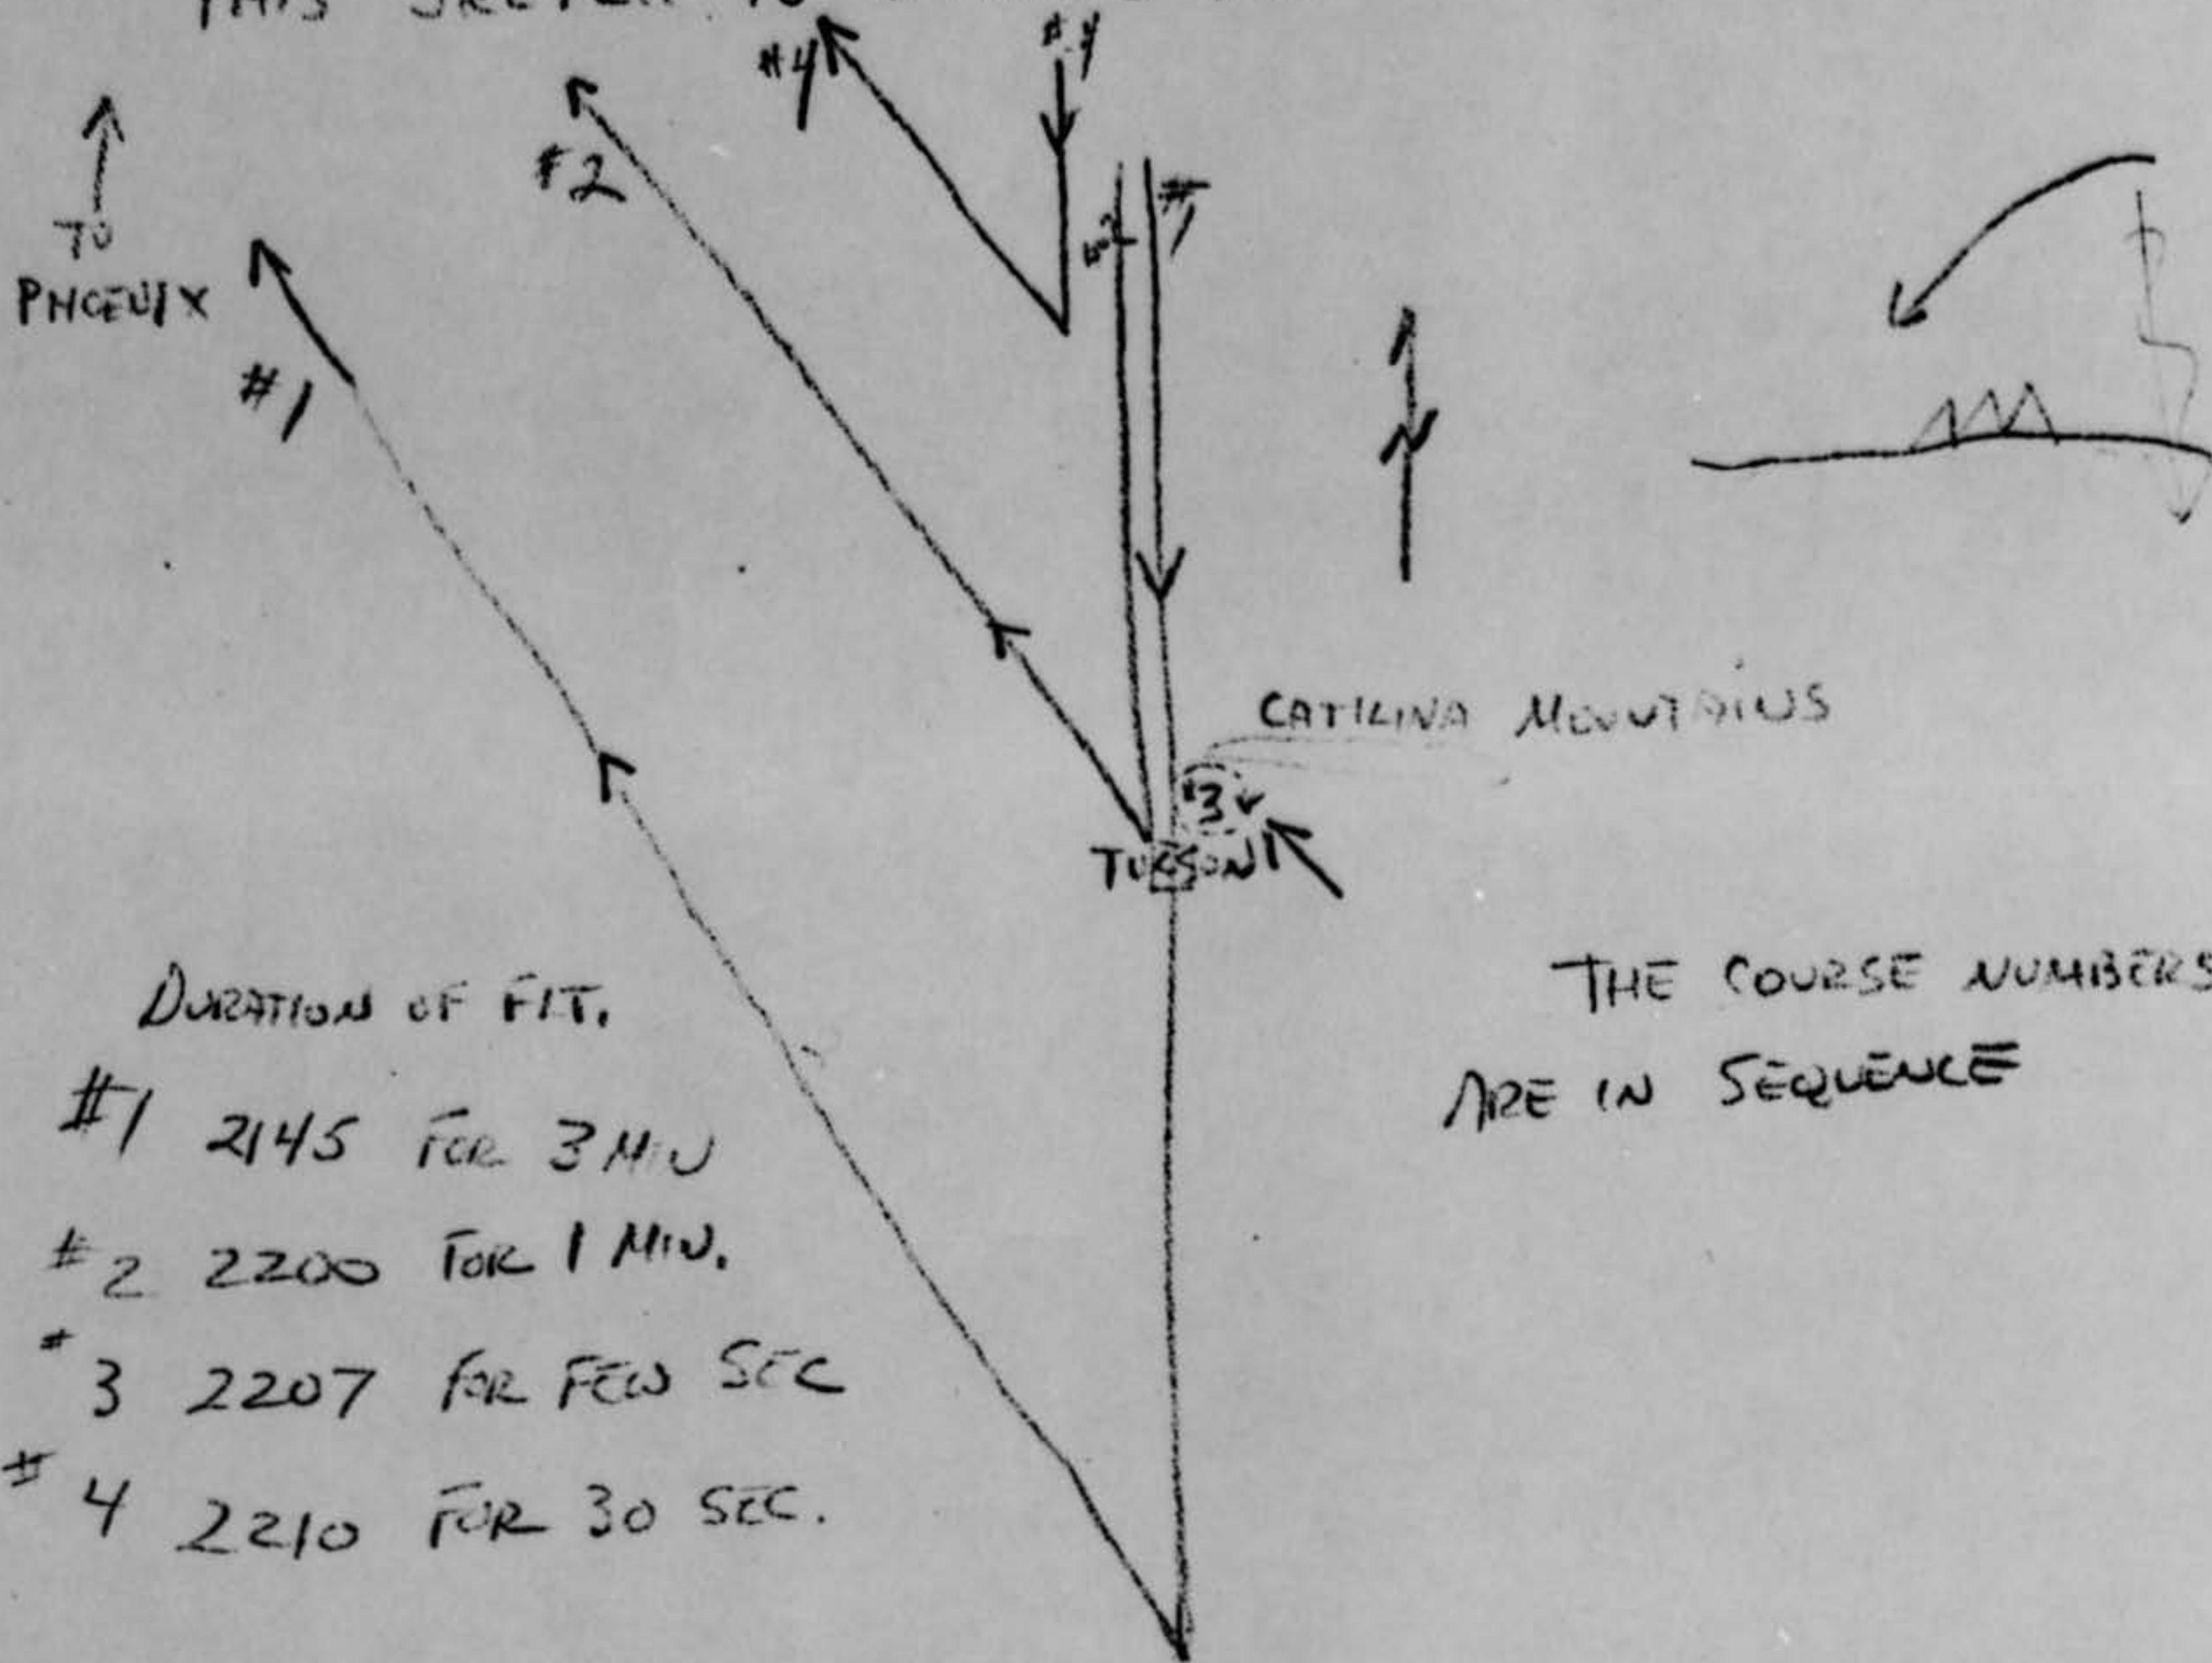 THIS SKETCH
#4
#4
#2
#1
TO
PHOENIX
#1
N
CATILINA MOUNTAINS
#3
TUCSON
DURATION OF FLT.
#1 2145 FOR 3 MIN
#2 2200 FOR 1 MIN.
#3 2207 FOR FEW SEC
#4 2210 FOR 30 SEC.
THE COURSE NUMBERS
ARE IN SEQUENCE